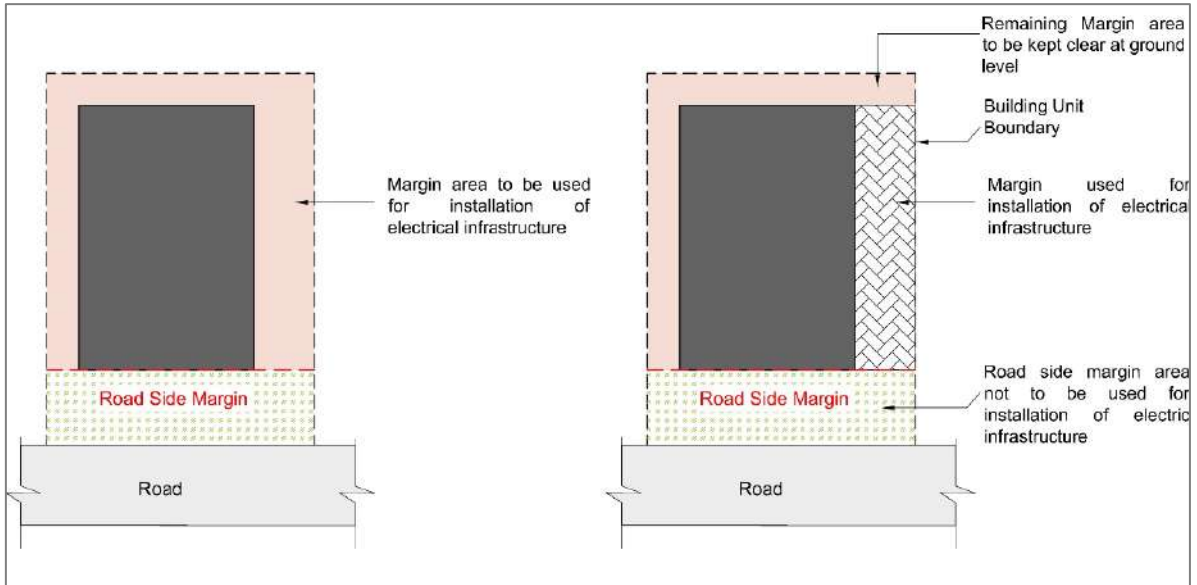 Margin area to be used
for installation of
electrical infrastructure
Road Side Margin
Road
Remaining Margin area
to be kept clear at ground
level
Building Unit
Boundary
Margin used for
installation of electrical
infrastructure
Road side margin area
not to be used for
installation of electric
infrastructure
Road Side Margin
Road